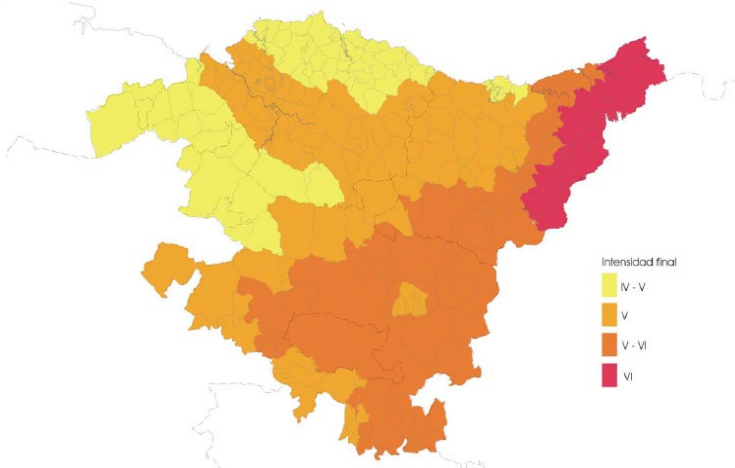 Intensidad final
IV - V
V
V - VI
VI